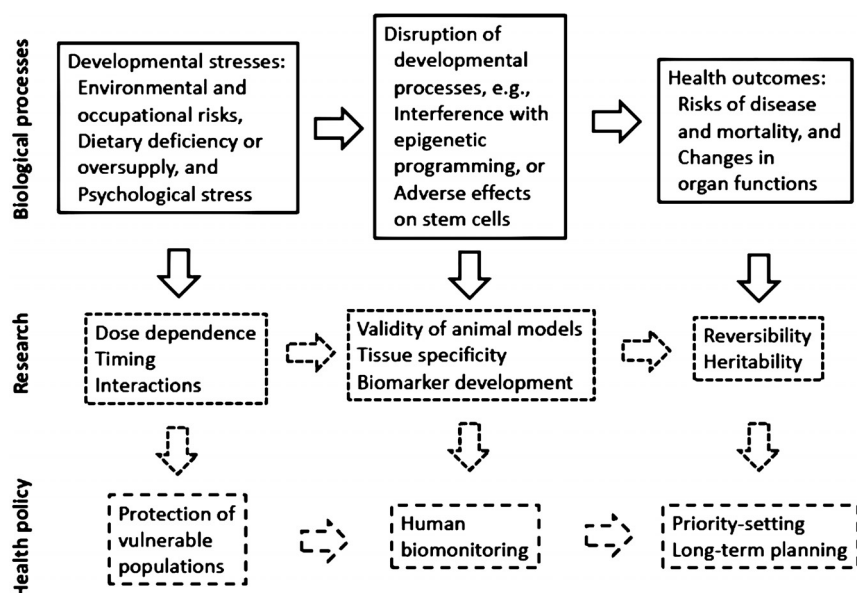 Biological processes
Developmental stresses:
Environmental and
occupational risks,
Dietary deficiency or
oversupply, and
Psychological stress
Disruption of
developmental
processes, e.g.,
Interference with
epigenetic
programming, or
Adverse effects
on stem cells
Health outcomes:
Risks of disease
and mortality, and
Changes in
organ functions
Research
Dose dependence
Timing
Interactions
Validity of animal models
Tissue specificity
Biomarker development
Reversibility
Heritability
Health policy
Protection of
vulnerable
populations
Human
biomonitoring
Priority-setting
Long-term planning